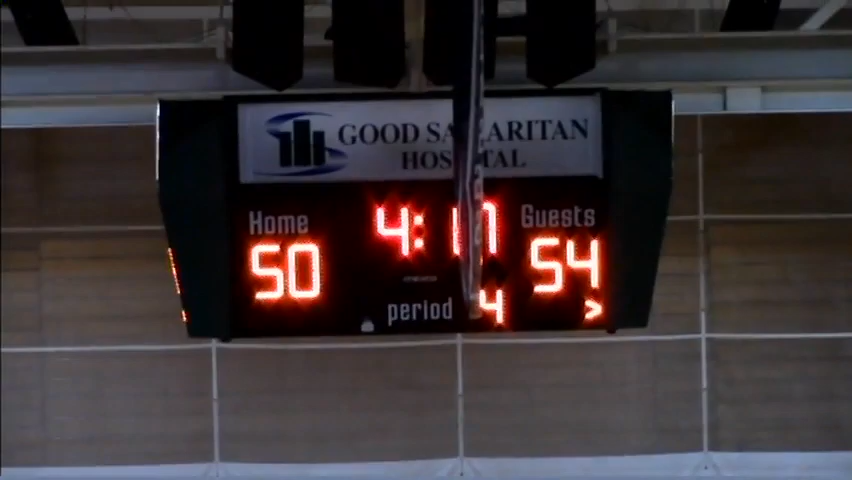 GOOD SAMARITAN
HOSPITAL
Home 4:17 Guests
50 54
period 4 >